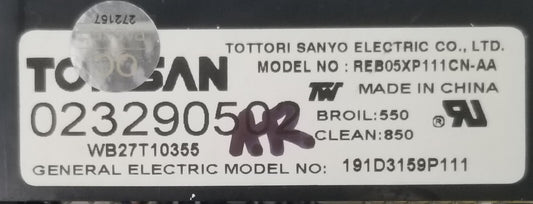 272167
TOTTORI SANYO ELECTRIC CO., LTD.
MODEL NO : REB05XP111CN-AA
MADE IN CHINA
BROIL:550
CLEAN:850
WB27T10355
GENERAL ELECTRIC MODEL NO: 191D3159P111